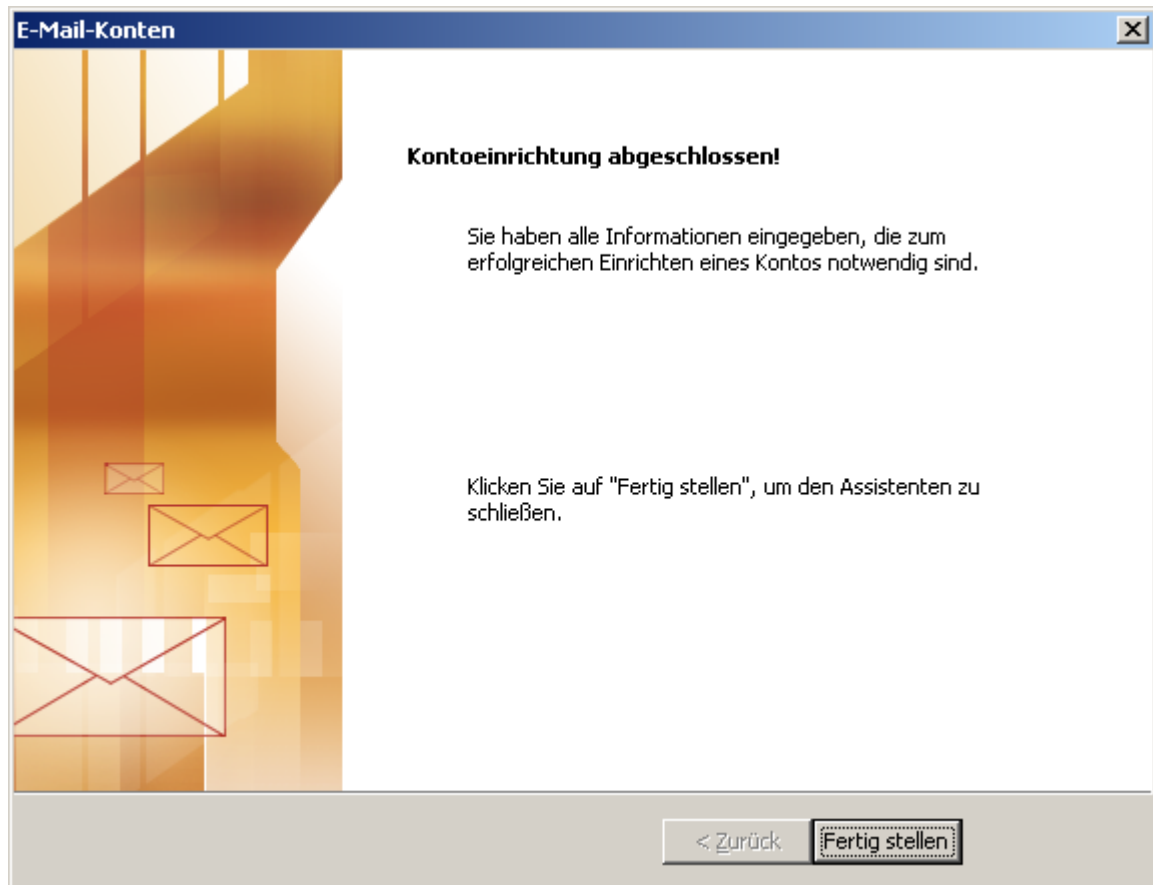 E-Mail-Konten
Kontoeinrichtung abgeschlossen!
Sie haben alle Informationen eingegeben, die zum
erfolgreichen Einrichten eines Kontos notwendig sind.
Klicken Sie auf "Fertig stellen", um den Assistenten zu
schließen.
< Zurück
Fertig stellen